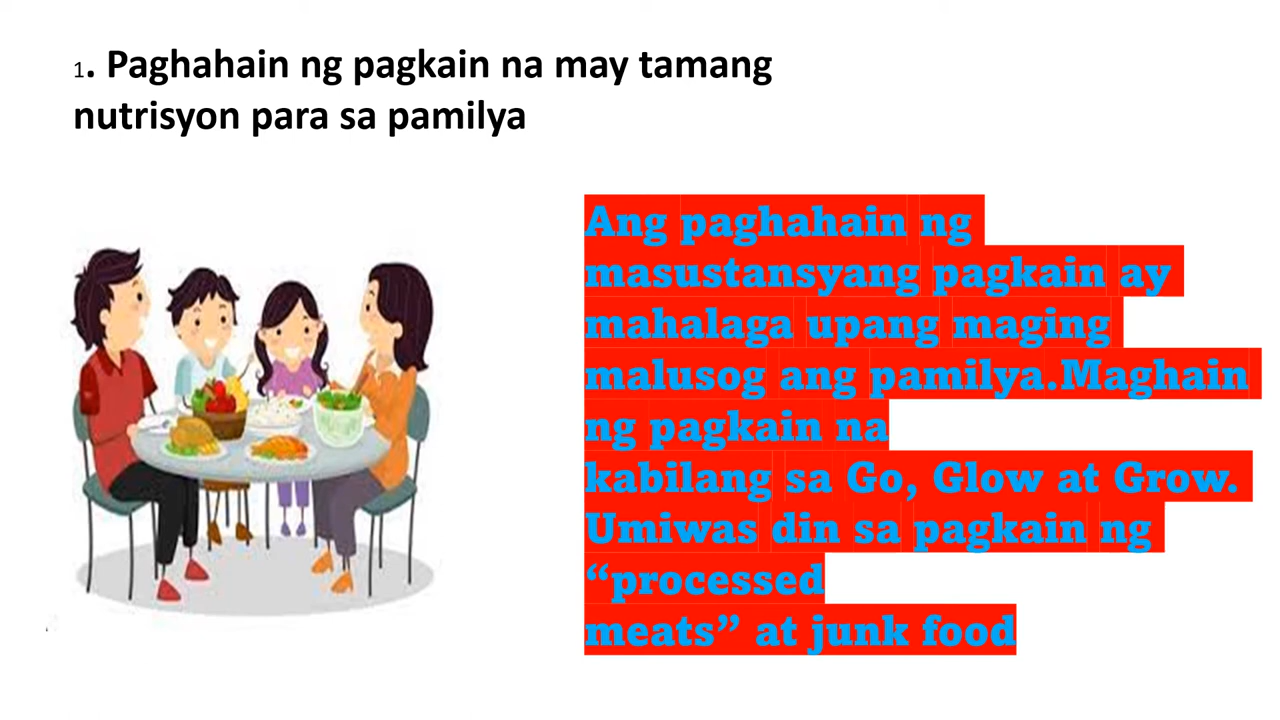 1. Paghahain ng pagkain na may tamang
nutrisyon para sa pamilya
Ang paghahain ng
masustansyang pagkain ay
mahalaga upang maging
malusog ang pamilya.Maghain
ng pagkain na
kabilang sa Go, Glow at Grow.
Umiwas din sa pagkain ng
“processed
meats” at junk food